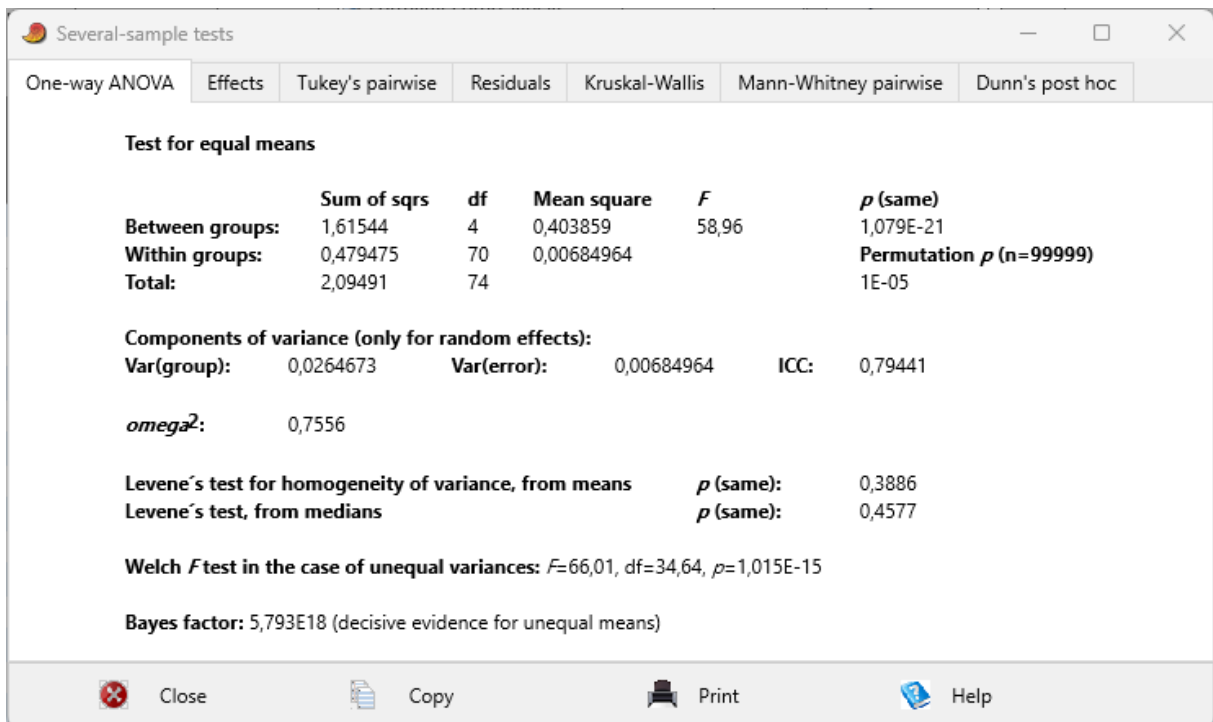 Several-sample tests
One-way ANOVA Effects Tukey's pairwise Residuals Kruskal-Wallis Mann-Whitney pairwise Dunn's post hoc
Test for equal means
Sum of sqrs df Mean square F p (same)
Between groups: 1,61544 4 0,403859 58,96 1,079E-21
Within groups: 0,479475 70 0,00684964 Permutation p (n=99999)
Total: 2,09491 74 1E-05
Components of variance (only for random effects):
Var(group): 0,0264673 Var(error): 0,00684964 ICC: 0,79441
omega2: 0,7556
Levene´s test for homogeneity of variance, from means p (same): 0,3886
Levene´s test, from medians p (same): 0,4577
Welch F test in the case of unequal variances: F=66,01, df=34,64, p=1,015E-15
Bayes factor: 5,793E18 (decisive evidence for unequal means)
Close Copy Print Help